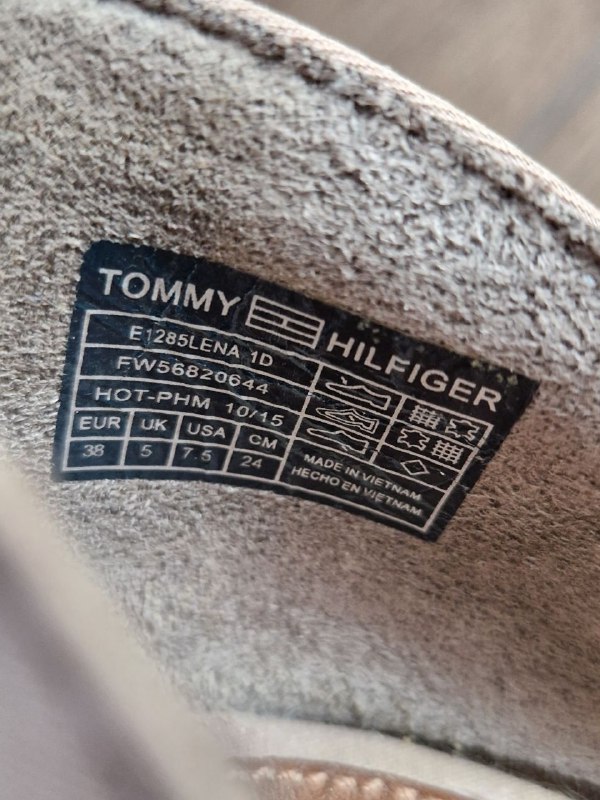 TOMMY HILFIGER
E1285LENA 1D
FW56820644
HOT-PHM 10/15
EUR UK USA CM
38 5 7.5 24
MADE IN VIETNAM
HECHO EN VIETNAM